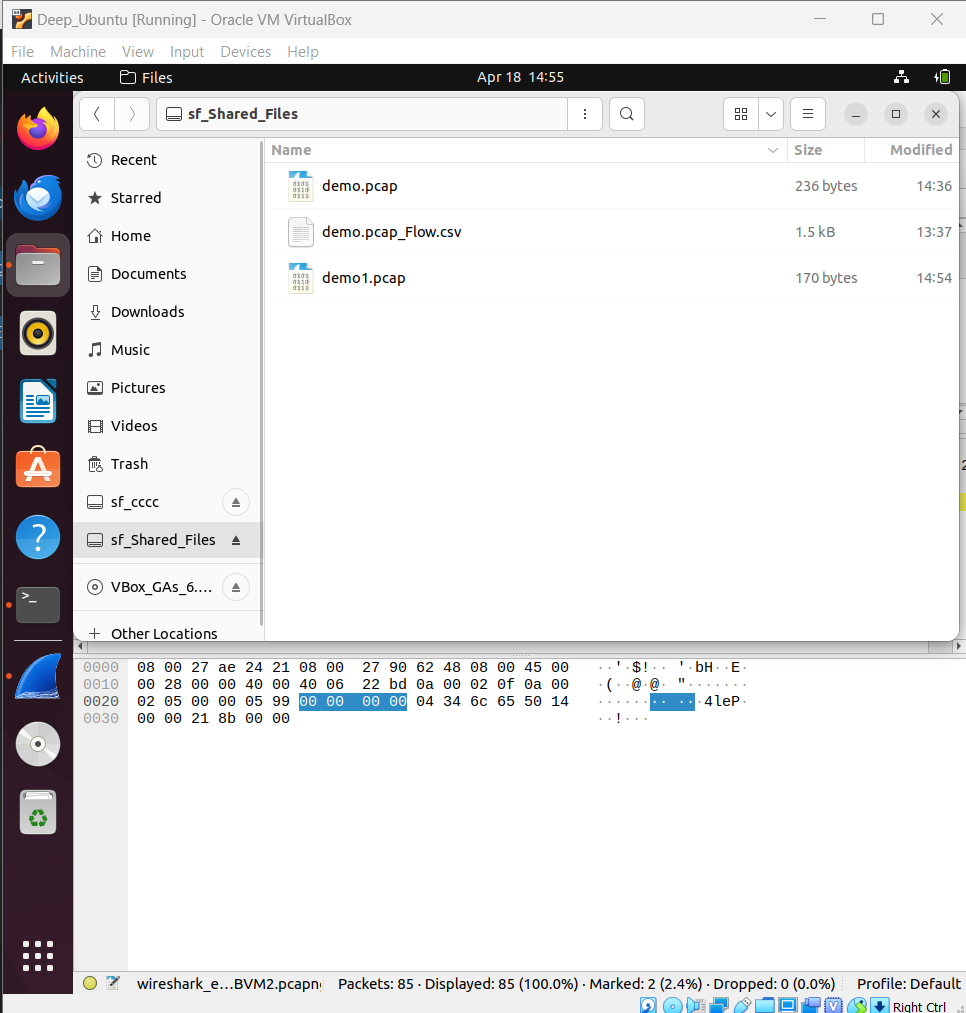 Deep_Ubuntu [Running] - Oracle VM VirtualBox
File Machine View Input Devices Help
Activities Files Apr 18 14:55
sf_Shared_Files
Name Size Modified
Recent
demo.pcap 236 bytes 14:36
Starred
Home
demo.pcap_Flow.csv 1.5 kB 13:37
Documents
demo1.pcap 170 bytes 14:54
Downloads
Music
Pictures
Videos
Trash
sf_cccc
sf_Shared_Files
VBox_GAs_6....
Other Locations
0000 08 00 27 ae 24 21 08 00 27 90 62 48 08 00 45 00 ··'·$!·· '·bH··E·
0010 00 28 00 00 40 00 40 06 22 bd 0a 00 02 0f 0a 00 ·(··@·@· "·······
0020 02 05 00 00 05 99 00 00 00 00 04 34 6c 65 50 14 ········ ···4leP·
0030 00 00 21 8b 00 00 ··!···
wireshark_e...BVM2.pcapng Packets: 85 · Displayed: 85 (100.0%) · Marked: 2 (2.4%) · Dropped: 0 (0.0%) Profile: Default
Right Ctrl